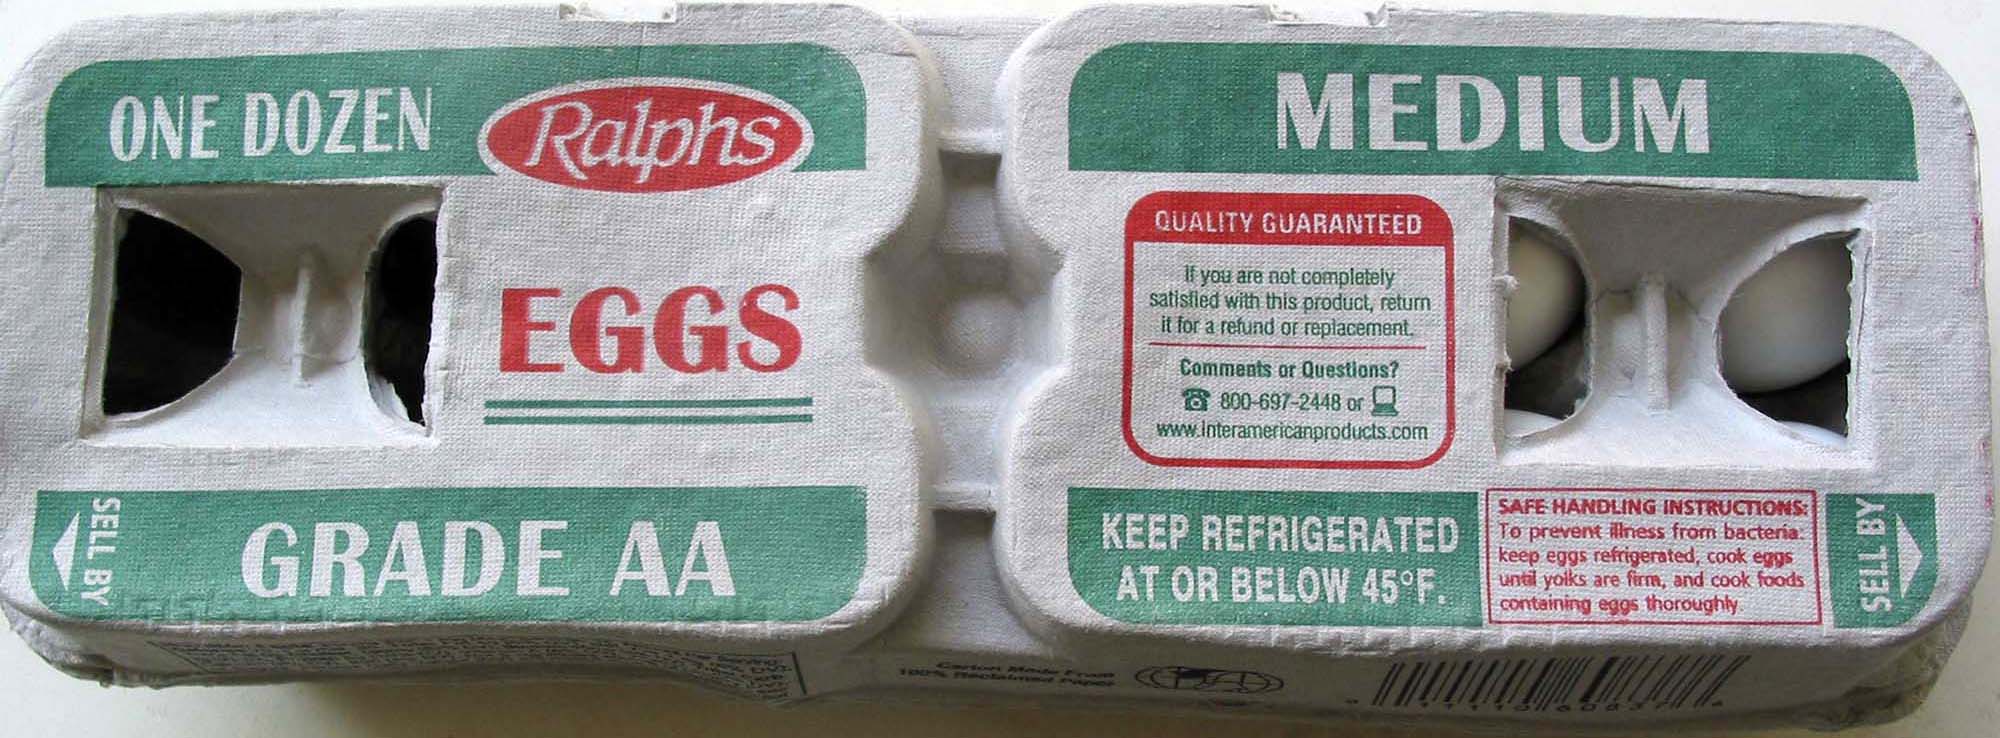 ONE DOZEN
Ralphs
EGGS
SELL BY
GRADE AA
MEDIUM
QUALITY GUARANTEED
If you are not completely
satisfied with this product, return
it for a refund or replacement.
Comments or Questions?
800-697-2448 or
www.interamericanproducts.com
KEEP REFRIGERATED
AT OR BELOW 45°F.
SAFE HANDLING INSTRUCTIONS:
To prevent illness from bacteria:
keep eggs refrigerated, cook eggs
until yolks are firm, and cook foods
containing eggs thoroughly.
SELL BY
Carton Made From
100% Reclaimed Paper